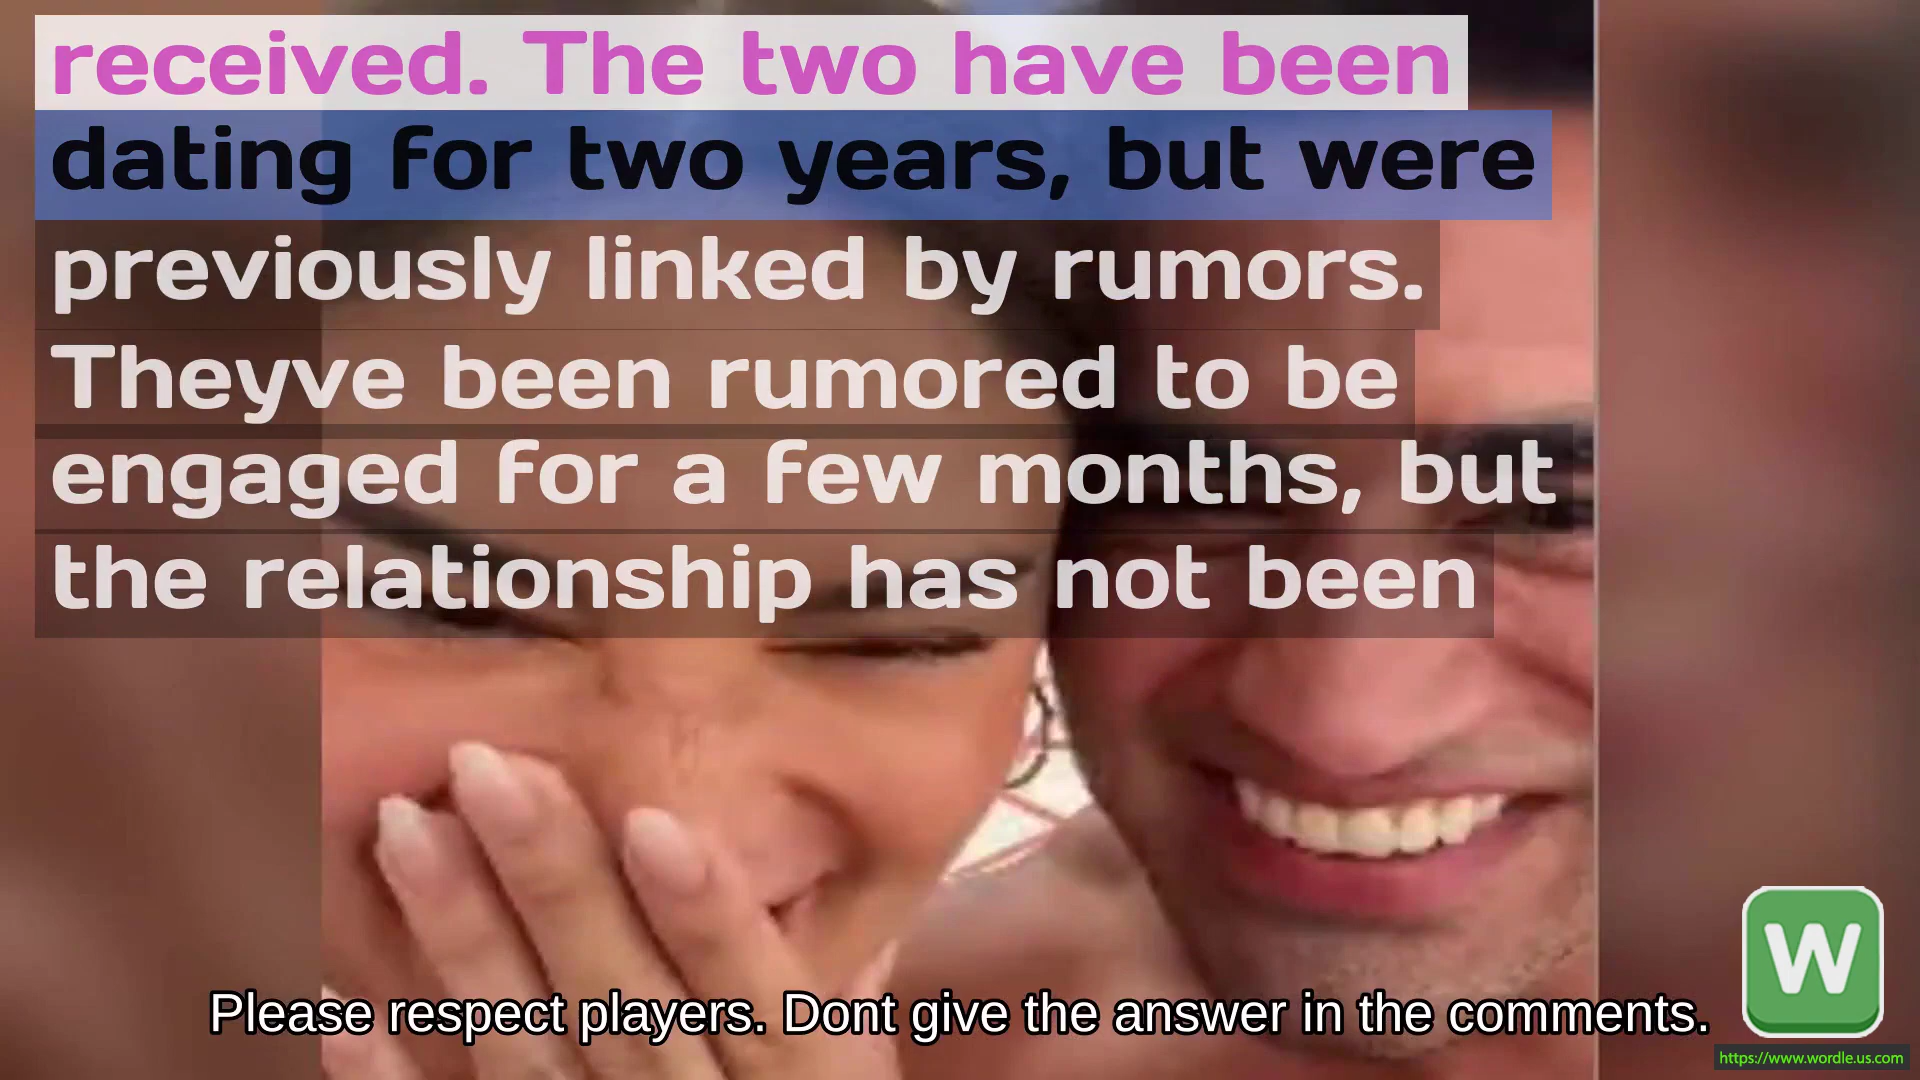 received. The two have been
dating for two years, but were
previously linked by rumors.
Theyve been rumored to be
engaged for a few months, but
the relationship has not been
Please respect players. Dont give the answer in the comments.
W
https://www.wordle.us.com